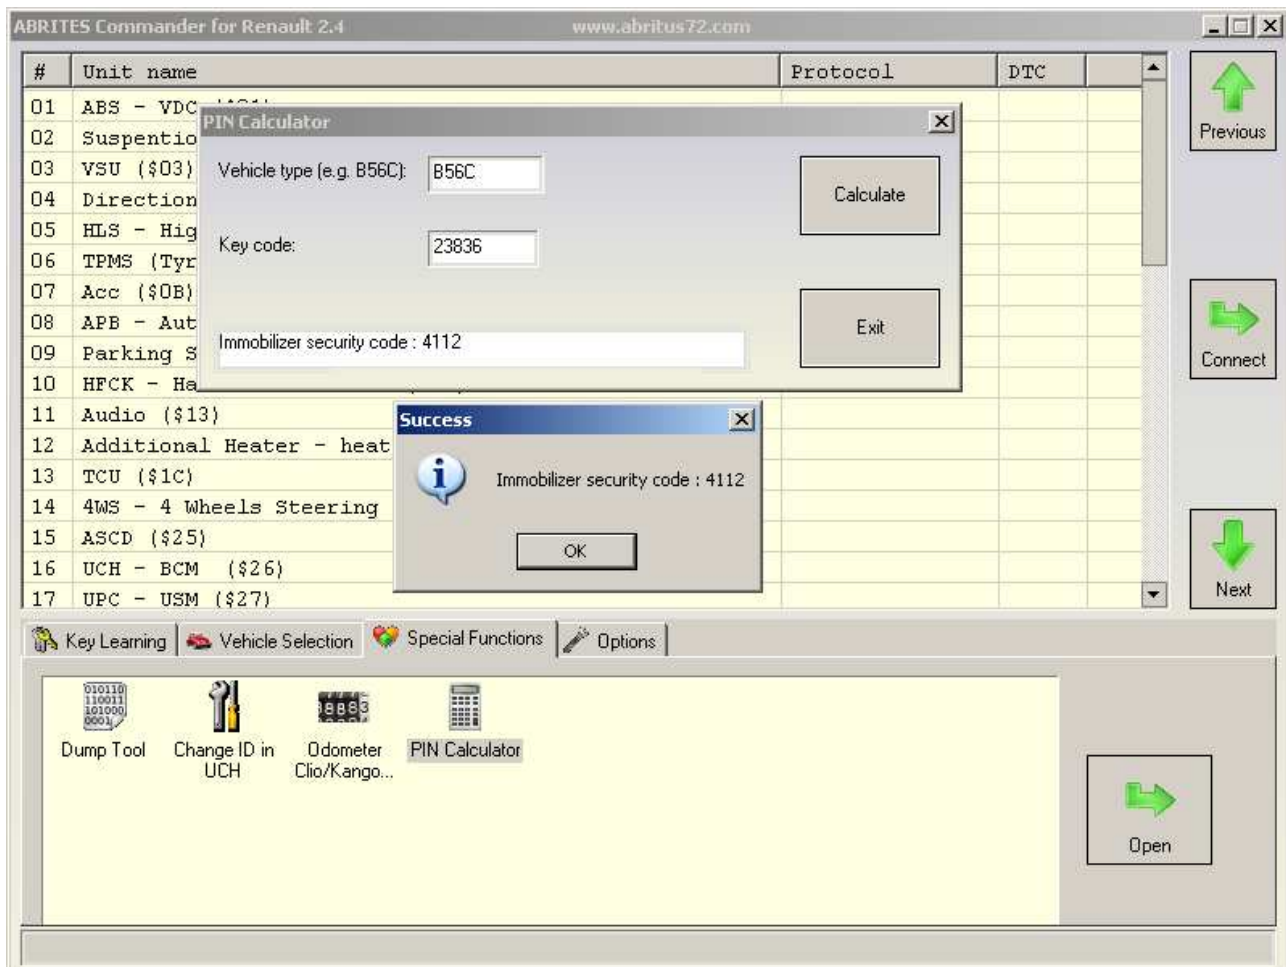 ABRITES Commander for Renault 2.4 www.abritus72.com
# Unit name Protocol DTC
01 ABS - VDC
02 Suspentio
03 VSU ($03)
04 Direction
05 HLS - Hig
06 TPMS (Tyr
07 Acc ($0B)
08 APB - Aut
09 Parking S
10 HFCK - Ha
11 Audio ($13)
12 Additional Heater - heat
13 TCU ($1C)
14 4WS - 4 Wheels Steering
15 ASCD ($25)
16 UCH - BCM ($26)
17 UPC - USM ($27)
PIN Calculator
Vehicle type (e.g. B56C): B56C
Calculate
Key code: 23836
Exit
Immobilizer security code : 4112
Success
Immobilizer security code : 4112
OK
Previous
Connect
Next
Key Learning Vehicle Selection Special Functions Options
010110
110011
101000
0001
Dump Tool
Change ID in
UCH
Odometer
Clio/Kango...
PIN Calculator
Open